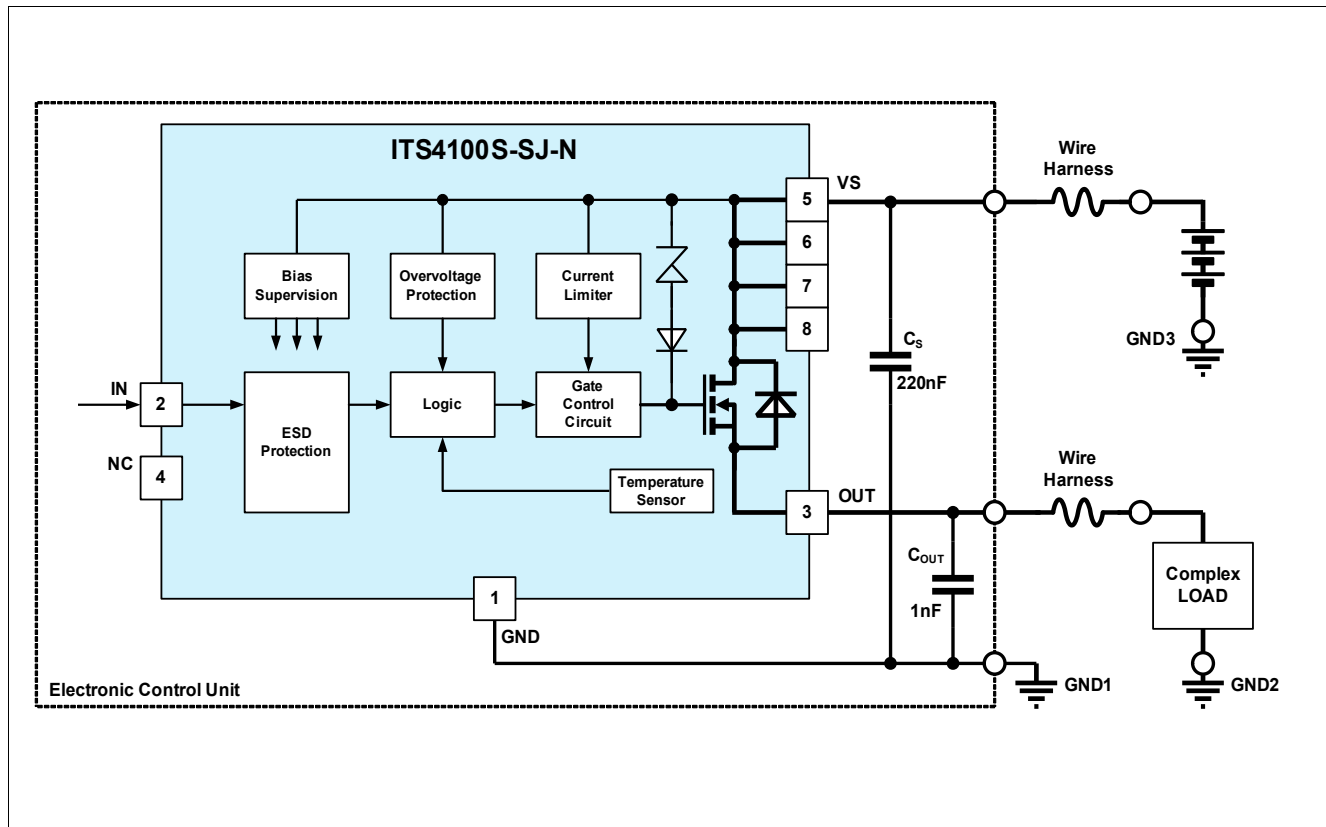 ITS4100S-SJ-N
VS
5
6
7
8
Wire
Harness
Bias
Supervision
Overvoltage
Protection
Current
Limiter
GND3
CS
220nF
IN
2
ESD
Protection
Logic
Gate
Control
Circuit
NC
4
Temperature
Sensor
OUT
3
Wire
Harness
COUT
1nF
Complex
LOAD
1
GND
Electronic Control Unit
GND1
GND2